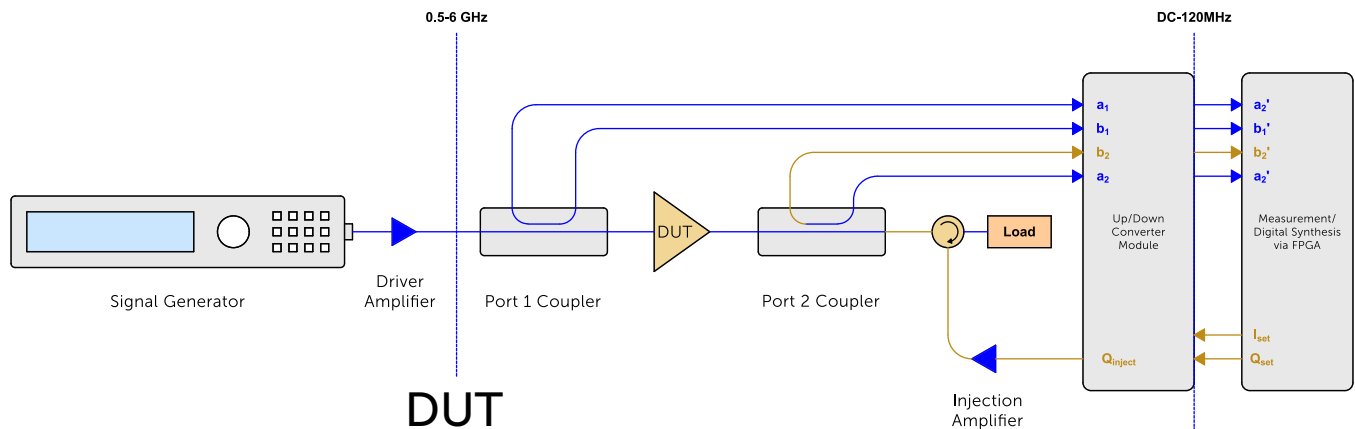 0.5-6 GHz
DC-120MHz
a1
b1
b2
a2
a2'
b1'
b2'
a2'
Signal Generator
Driver
Amplifier
Port 1 Coupler
DUT
Port 2 Coupler
Load
Up/Down
Converter
Module
Measurement/
Digital Synthesis
via FPGA
Iset
Qset
Qinject
Injection
Amplifier
DUT